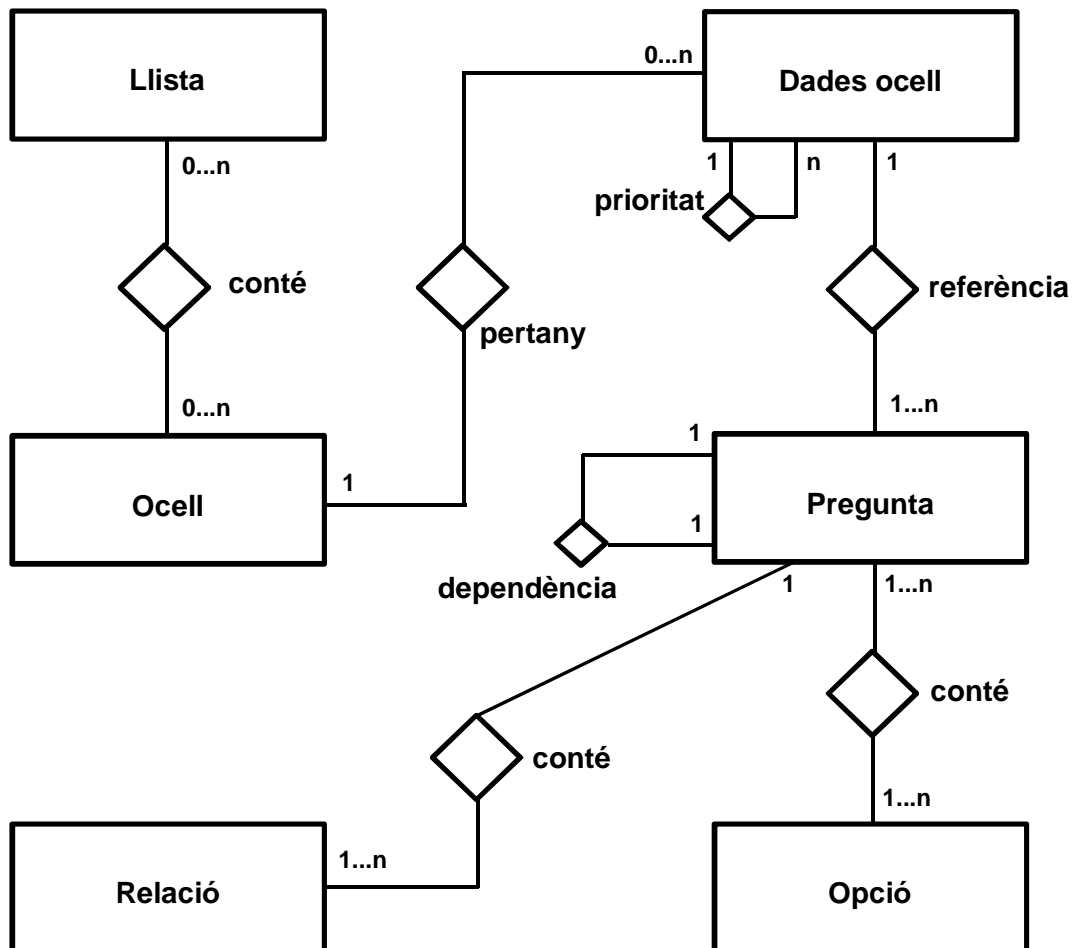 Llista
0...n
Dades ocell
0...n
1
n
1
prioritat
conté
referència
pertany
0...n
1...n
1
1
Ocell
Pregunta
1
dependència
1
1...n
conté
conté
1...n
1...n
Relació
Opció